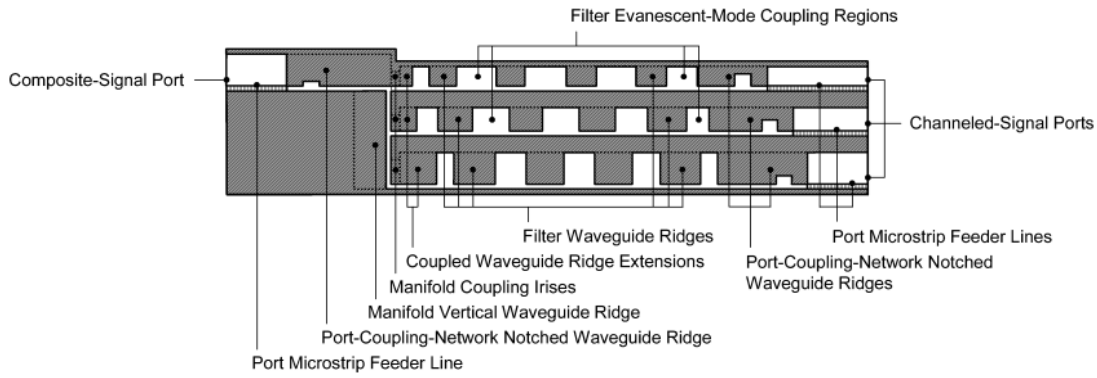 Filter Evanescent-Mode Coupling Regions
Composite-Signal Port
Channeled-Signal Ports
Filter Waveguide Ridges
Port Microstrip Feeder Lines
Coupled Waveguide Ridge Extensions
Port-Coupling-Network Notched
Waveguide Ridges
Manifold Coupling Irises
Manifold Vertical Waveguide Ridge
Port-Coupling-Network Notched Waveguide Ridge
Port Microstrip Feeder Line